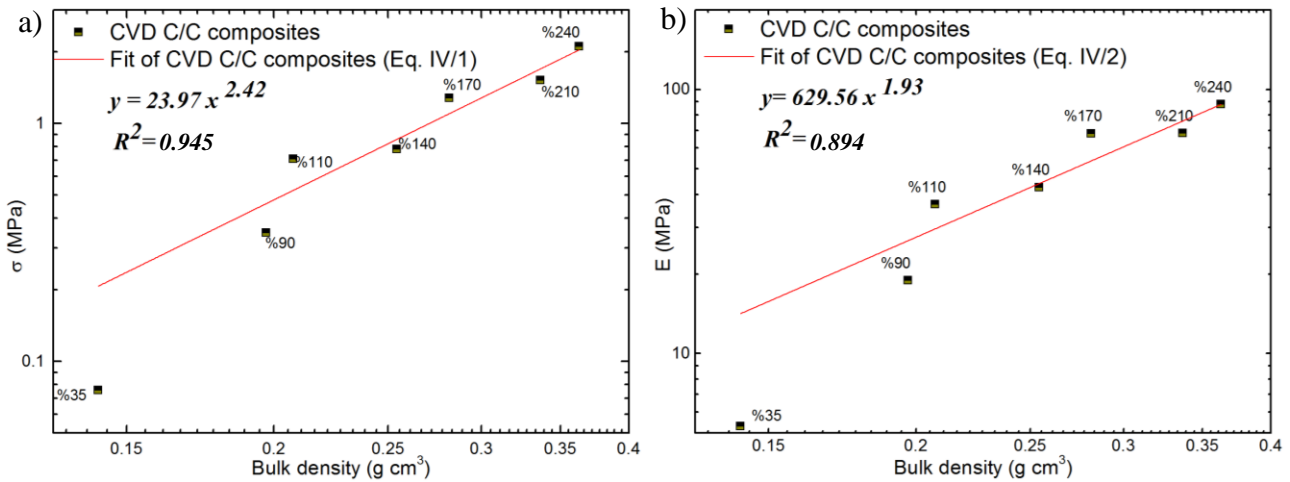 a)
CVD C/C composites
Fit of CVD C/C composites (Eq. IV/1)
y = 23.97 x 2.42
R2=0.945
%240
%210
%170
%140
%110
%90
%35
1
0.1
σ (MPa)
0.15
0.2
0.25
0.3
0.35
0.4
Bulk density (g cm3)
b)
CVD C/C composites
Fit of CVD C/C composites (Eq. IV/2)
y= 629.56 x 1.93
R2=0.894
%240
%210
%170
%140
%110
%90
%35
100
10
E (MPa)
0.15
0.2
0.25
0.3
0.35
0.4
Bulk density (g cm3)